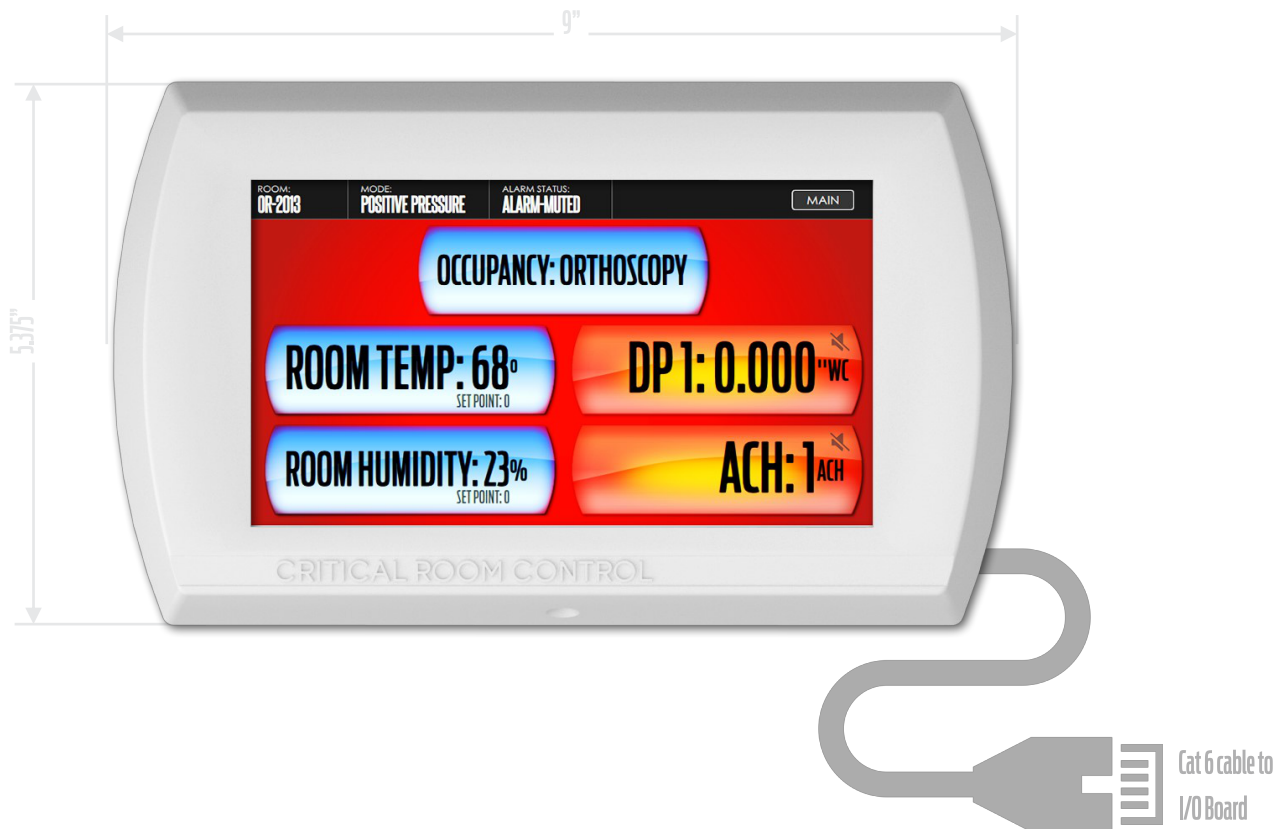 9”
5.375”
ROOM:
OR-2013
MODE:
POSITIVE PRESSURE
ALARM STATUS:
ALARM-MUTED
MAIN
OCCUPANCY: ORTHOSCOPY
ROOM TEMP: 68°
SET POINT: 0
DP 1: 0.000"WC
ROOM HUMIDITY: 23%
SET POINT: 0
ACH: 1 ACH
CRITICAL ROOM CONTROL
Cat 6 cable to
I/O Board